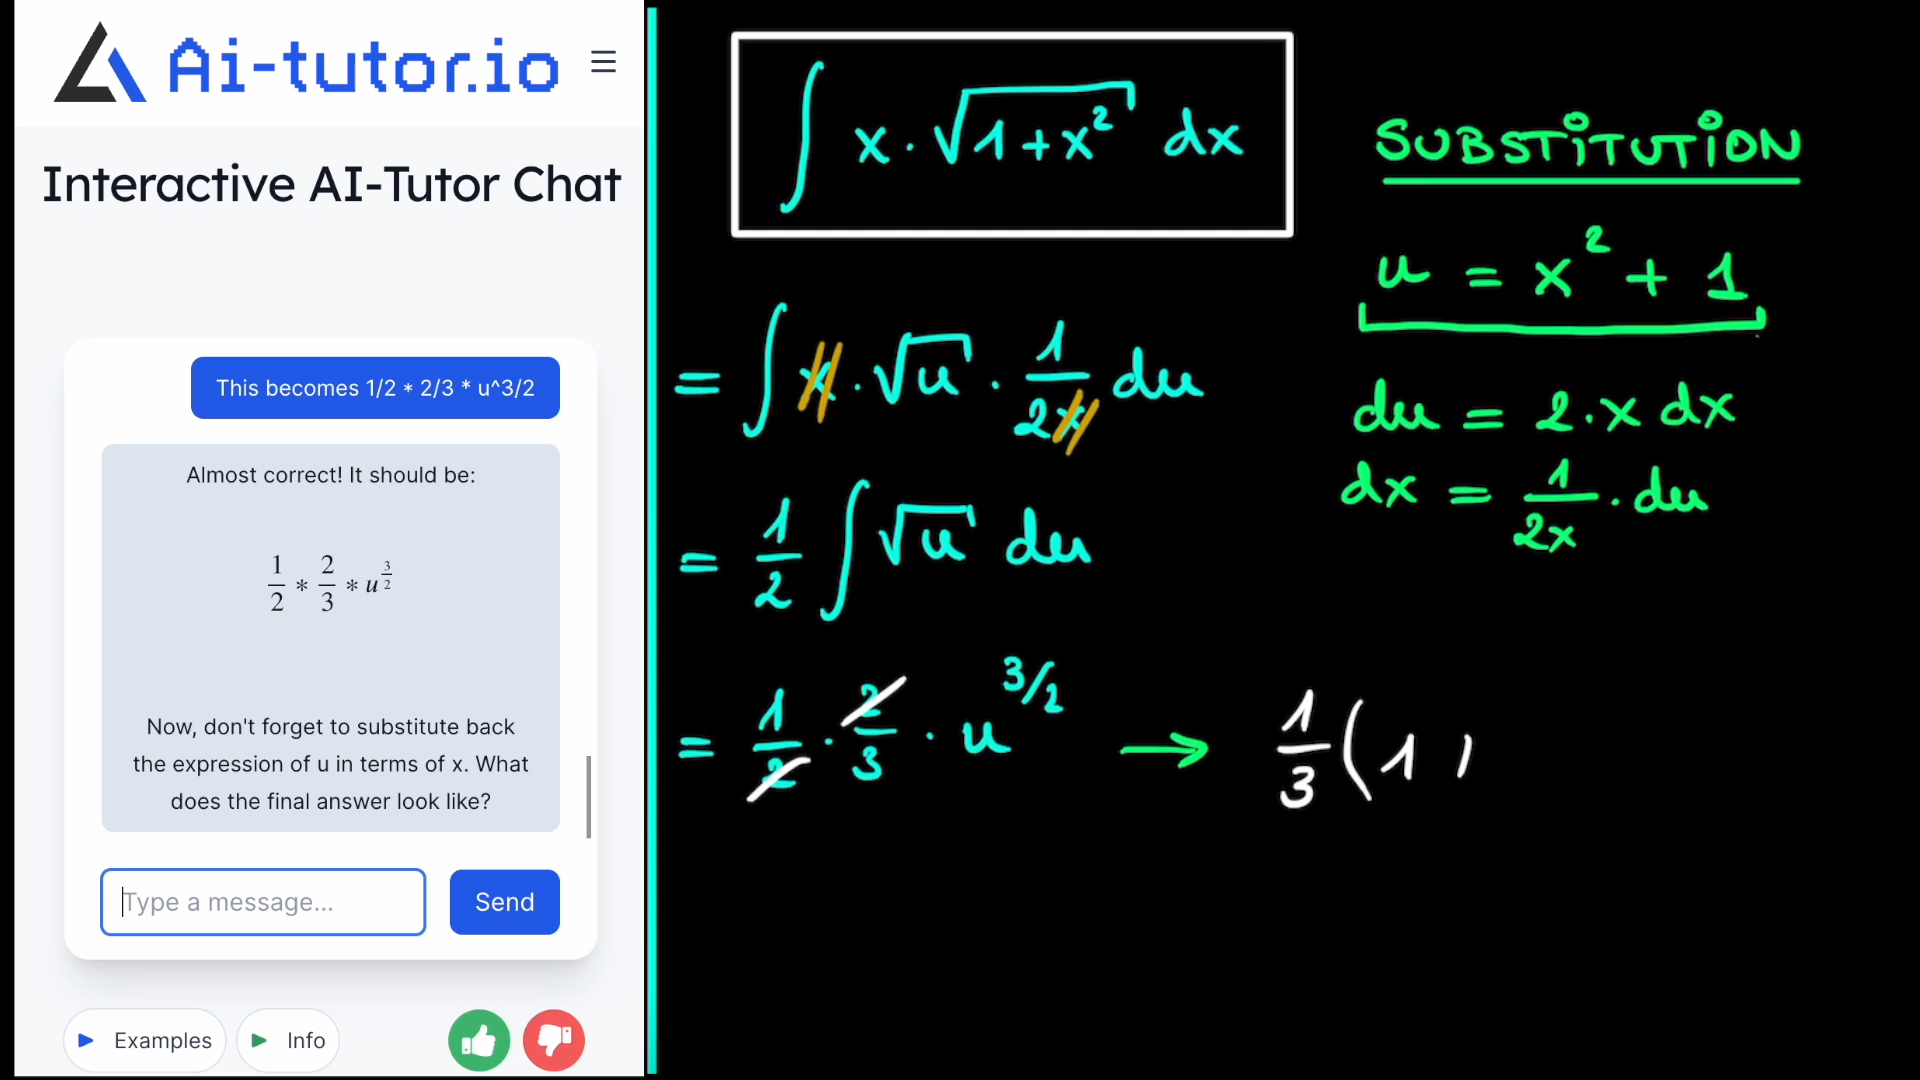 Ai-tutor.io
Interactive AI-Tutor Chat
This becomes 1/2 * 2/3 * u^3/2
Almost correct! It should be:
1/2 * 2/3 * u^(3/2)
Now, don't forget to substitute back
the expression of u in terms of x. What
does the final answer look like?
Type a message...
Send
Examples
Info
∫ x · √(1+x²) dx
= ∫ x · √u · 1/(2x) du
= 1/2 ∫ √u du
= 1/2 · 2/3 · u^(3/2) → 1/3 ( 1 )
SUBSTITUTION
u = x² + 1
du = 2·x dx
dx = 1/(2x) · du